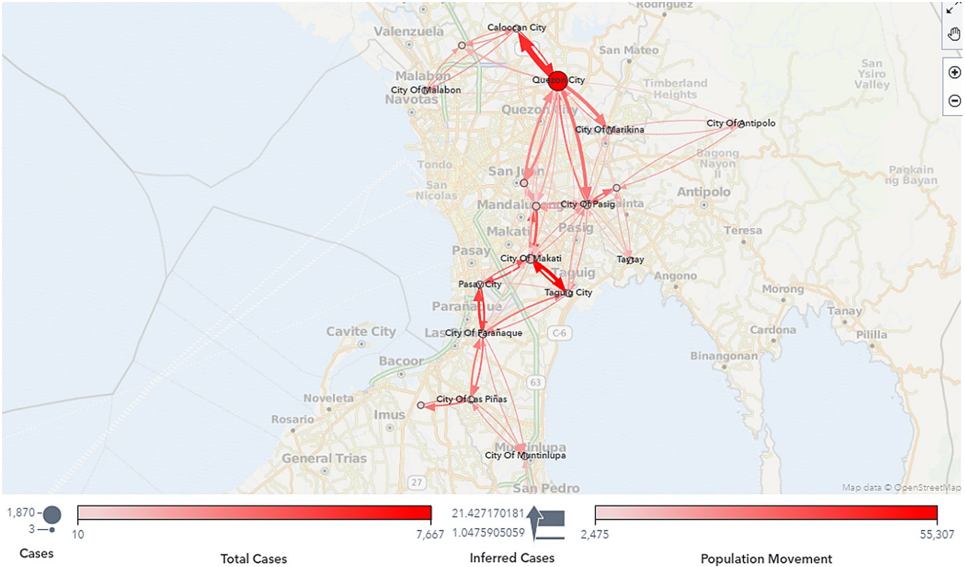 Rodriguez
Caloocan City
Valenzuela
San Mateo
San
Ysiro
Valley
Malabon
Quezon City
City Of Malabon
Navotas
Timberland
Heights
Quezon City
City Of Antipolo
City Of Marikina
Bagong
Nayon
II
Tondo
San Juan
Pagkain
ng Bayan
San
Nicolas
Antipolo
City Of Pasig
Cainta
Makati
Pasig
Teresa
Pasay
City Of Makati
Tanay
Taguig
Angono
Pasay City
Taguig City
Morong
Parañaque
Tanay
Cavite City
City Of Parañaque
C-6
Cardona
Pililla
Bacoor
Binangonan
63
Noveleta
City Of Las Piñas
Imus
Rosario
Muntinlupa
City Of Muntinlupa
General Trias
27
San Pedro
Map data © OpenStreetMap
1,870
3
Cases
10
7,667
Total Cases
21.427170181
1.0475905059
Inferred Cases
2,475
55,307
Population Movement